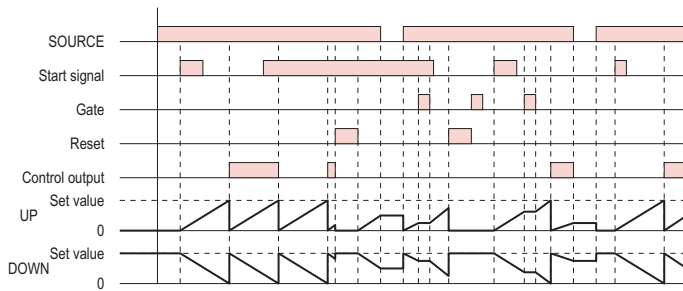 SOURCE
Start signal
Gate
Reset
Control output
Set value
UP
0
Set value
DOWN
0